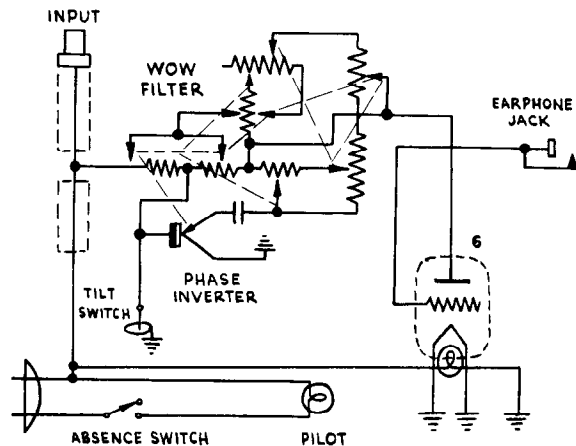 INPUT
WOW
FILTER
EARPHONE
JACK
6
PHASE
INVERTER
TILT
SWITCH
ABSENCE SWITCH
PILOT